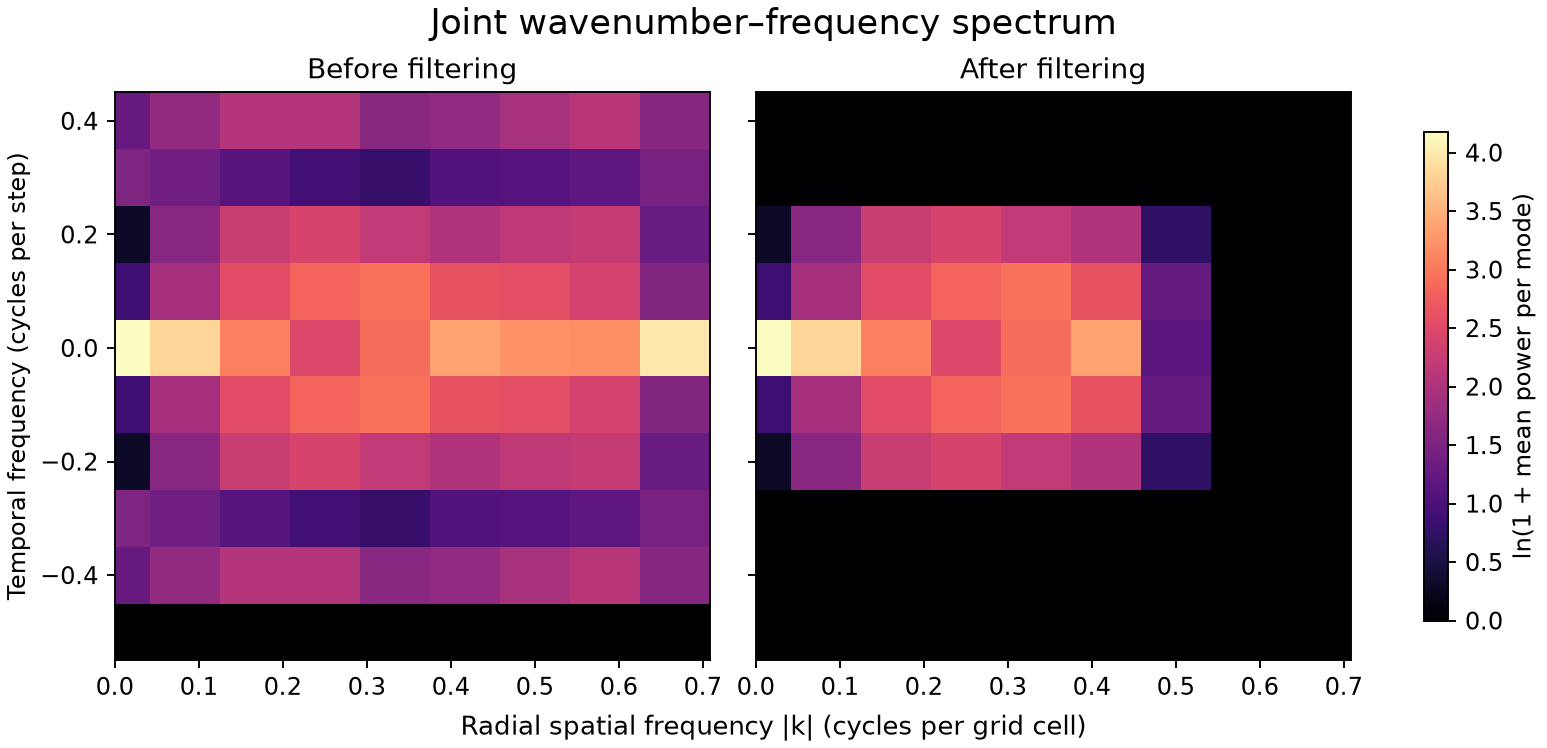 Joint wavenumber–frequency spectrum
Before filtering
After filtering
Temporal frequency (cycles per step)
0.4
0.2
0.0
−0.2
−0.4
0.0 0.1 0.2 0.3 0.4 0.5 0.6 0.7
0.0 0.1 0.2 0.3 0.4 0.5 0.6 0.7
Radial spatial frequency |k| (cycles per grid cell)
4.0
3.5
3.0
2.5
2.0
1.5
1.0
0.5
0.0
ln(1 + mean power per mode)